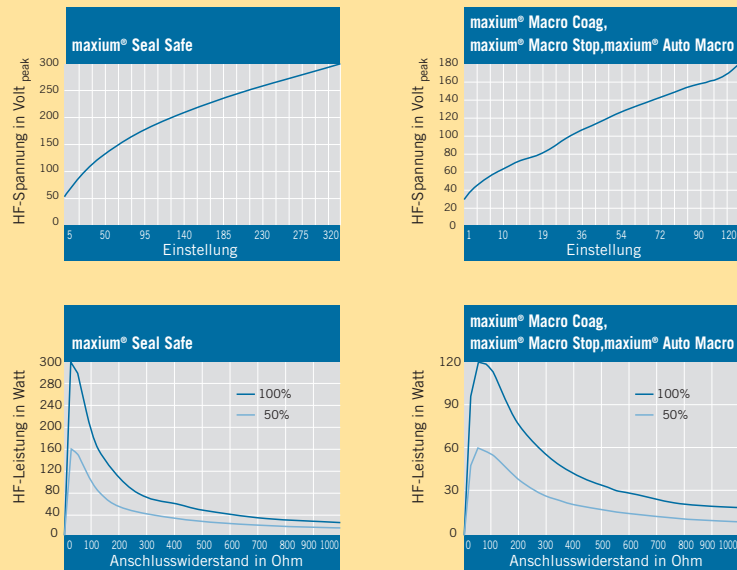 maxium® Seal Safe
HF-Spannung in Volt peak
300
250
200
150
100
50
0
5 50 95 140 185 230 275 320
Einstellung
maxium® Macro Coag,
maxium® Macro Stop,maxium® Auto Macro
HF-Spannung in Volt peak
180
160
140
120
100
80
60
40
20
0
1 10 19 36 54 72 90 120
Einstellung
maxium® Seal Safe
HF-Leistung in Watt
300
280
240
200
160
120
80
40
0
100%
50%
0 100 200 300 400 500 600 700 800 900 1000
Anschlusswiderstand in Ohm
maxium® Macro Coag,
maxium® Macro Stop,maxium® Auto Macro
HF-Leistung in Watt
120
90
60
30
0
100%
50%
0 100 200 300 400 500 600 700 800 900 1000
Anschlusswiderstand in Ohm